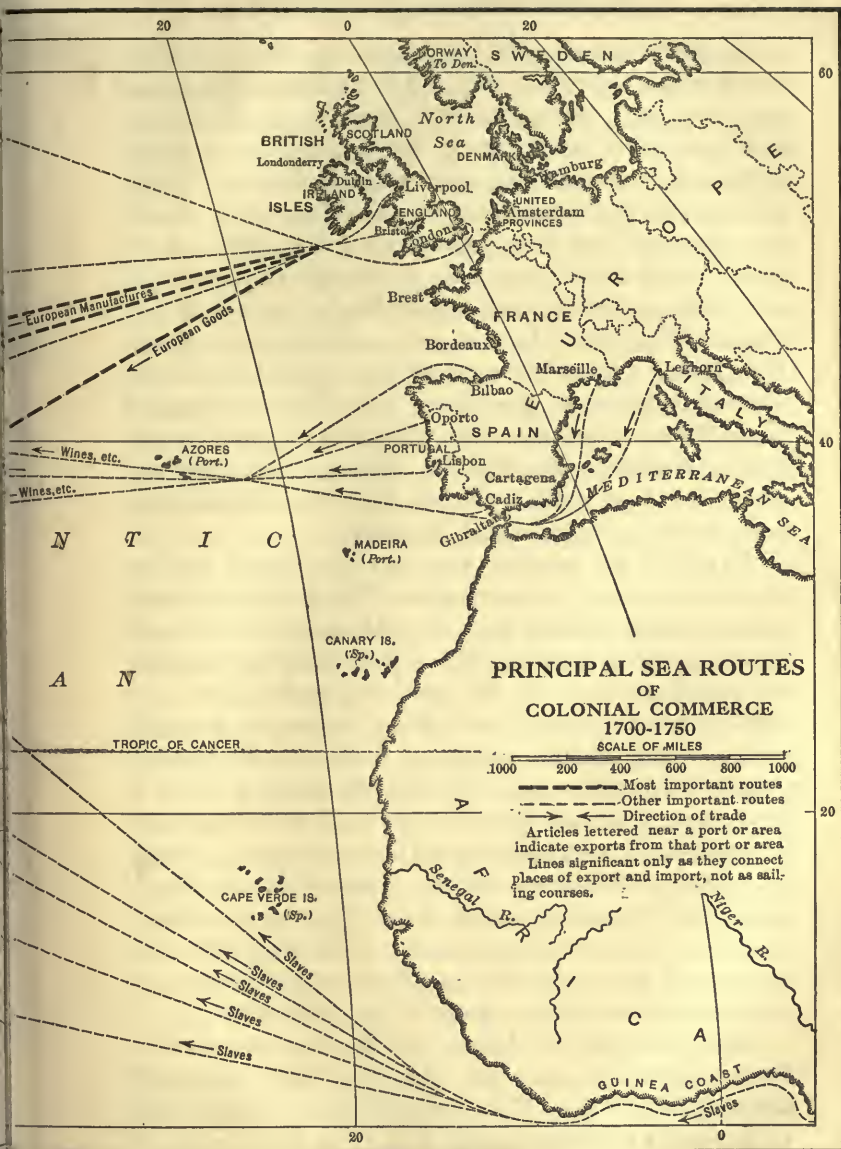 20
0
20
ORWAY
To Den.
SWEDEN
60
North
Sea
BRITISH
SCOTLAND
Londonderry
DENMARK
Hamburg
Dublin
Liverpool
IRELAND
ISLES
ENGLAND
UNITED
Amsterdam
PROVINCES
Bristol
London
EUROPE
European Manufactures
Brest
FRANCE
European Goods
Bordeaux
Marseille
Leghorn
Bilbao
ITALY
Oporto
SPAIN
40
Wines, etc.
AZORES
(Port.)
PORTUGAL
Lisbon
Cartagena
MEDITERRANEAN SEA
Wines, etc.
Cadiz
Gibraltar
NTIC
MADEIRA
(Port.)
CANARY IS.
(Sp.)
AN
PRINCIPAL SEA ROUTES
OF
COLONIAL COMMERCE
1700-1750
SCALE OF MILES
TROPIC OF CANCER
1000 200 400 600 800 1000
Most important routes
Other important routes
Direction of trade
Articles lettered near a port or area
indicate exports from that port or area
Lines significant only as they connect
places of export and import, not as sail-
ing courses.
20
AFRICA
Senegal R.
Niger R.
CAPE VERDE IS.
(Sp.)
Slaves
Slaves
Slaves
Slaves
Slaves
GUINEA COAST
Slaves
20
0